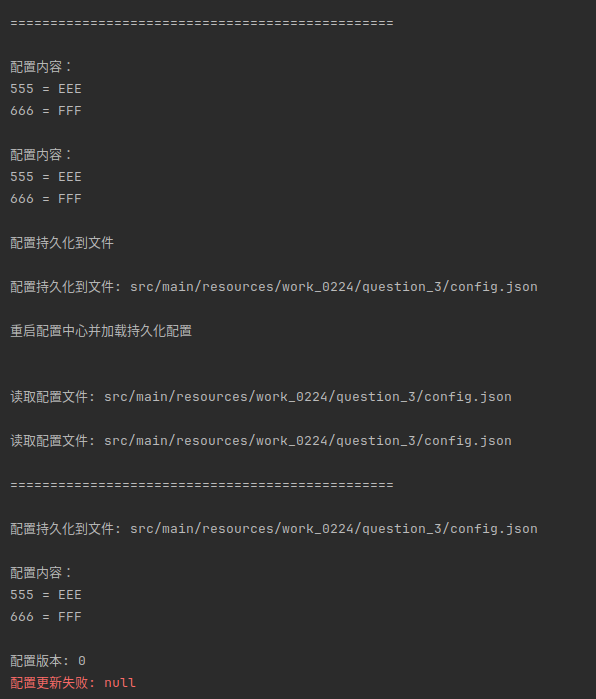 ================================================
配置内容：
555 = EEE
666 = FFF
配置内容：
555 = EEE
666 = FFF
配置持久化到文件
配置持久化到文件: src/main/resources/work_0224/question_3/config.json
重启配置中心并加载持久化配置
读取配置文件: src/main/resources/work_0224/question_3/config.json
读取配置文件: src/main/resources/work_0224/question_3/config.json
================================================
配置持久化到文件: src/main/resources/work_0224/question_3/config.json
配置内容：
555 = EEE
666 = FFF
配置版本: 0
配置更新失败: null